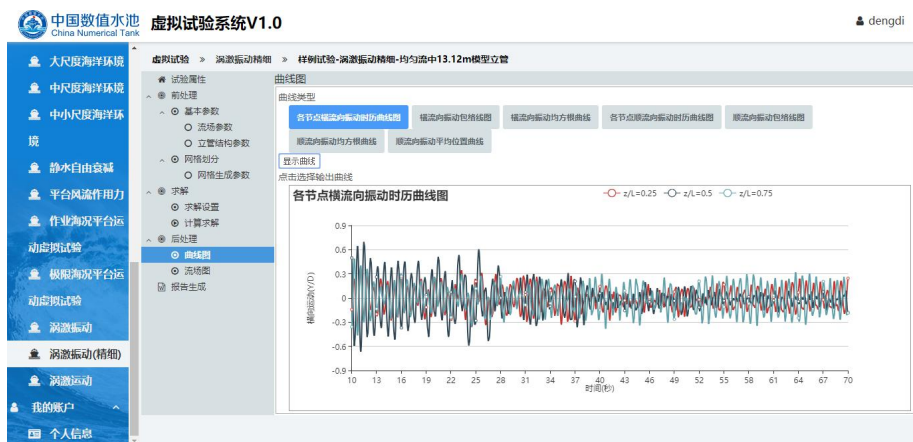 中国数值水池
China Numerical Tank
虚拟试验系统V1.0
dengdi
大尺度海洋环境
中尺度海洋环境
中小尺度海洋环
境
静水自由衰减
平台风流作用力
作业海况平台运
动虚拟试验
极限海况平台运
动虚拟试验
涡激振动
涡激振动(精细)
涡激运动
我的账户
个人信息
虚拟试验 » 涡激振动精细 » 样例试验-涡激振动精细-均匀流中13.12m模型立管
试验属性
前处理
基本参数
流场参数
立管结构参数
网格划分
网格生成参数
求解
求解设置
计算求解
后处理
曲线图
流场图
报告生成
曲线图
曲线类型
各节点横流向振动时历曲线图 横流向振动包络线图 横流向振动均方根曲线 各节点顺流向振动时历曲线图 顺流向振动包络线图
顺流向振动均方根曲线 顺流向振动平均位置曲线
显示曲线
点击选择输出曲线
各节点横流向振动时历曲线图
z/L=0.25 z/L=0.5 z/L=0.75
0.9
0.6
0.3
0
-0.3
-0.6
-0.9
横向运动(Y/D)
10 13 16 19 22 25 28 31 34 37 40 43 46 49 52 55 58 61 64 67 70
时间(秒)